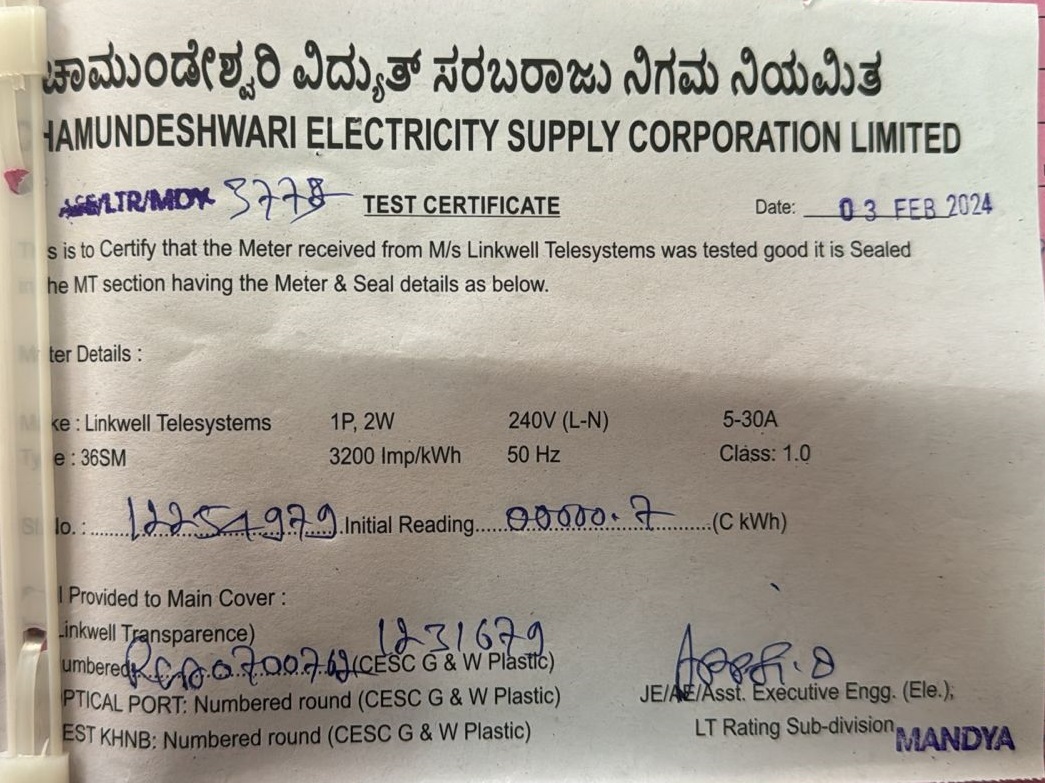 ಚಾಮುಂಡೇಶ್ವರಿ ವಿದ್ಯುತ್ ಸರಬರಾಜು ನಿಗಮ ನಿಯಮಿತ
HAMUNDESHWARI ELECTRICITY SUPPLY CORPORATION LIMITED
/LTR/MDY 3778 TEST CERTIFICATE Date: 03 FEB 2024
s is to Certify that the Meter received from M/s Linkwell Telesystems was tested good it is Sealed
he MT section having the Meter & Seal details as below.
ter Details :
ke : Linkwell Telesystems 1P, 2W 240V (L-N) 5-30A
e : 36SM 3200 Imp/kWh 50 Hz Class: 1.0
No. : 12254979 Initial Reading 00000.7 (C kWh)
l Provided to Main Cover :
Linkwell Transparence) 1231679
umbered (CESC G & W Plastic)
PTICAL PORT: Numbered round (CESC G & W Plastic) JE/AE/Asst. Executive Engg. (Ele.);
EST KHNB: Numbered round (CESC G & W Plastic) LT Rating Sub-division MANDYA